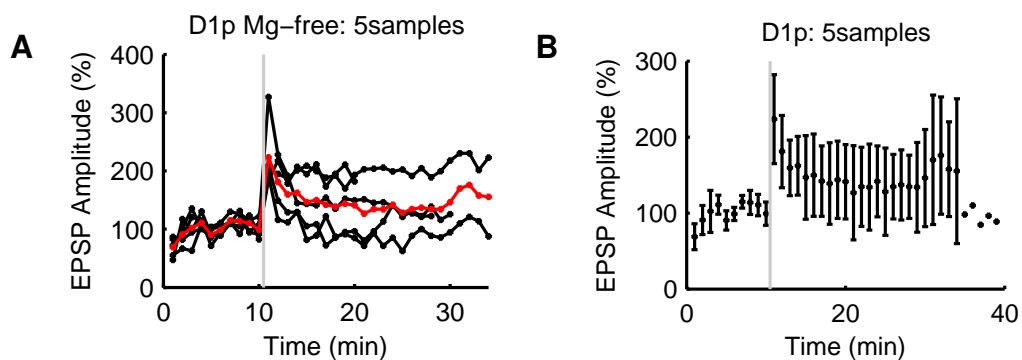 A
D1p Mg-free: 5samples
EPSP Amplitude (%)
400
300
200
100
0
0 10 20 30
Time (min)
B
D1p: 5samples
EPSP Amplitude (%)
300
200
100
0
0 20 40
Time (min)